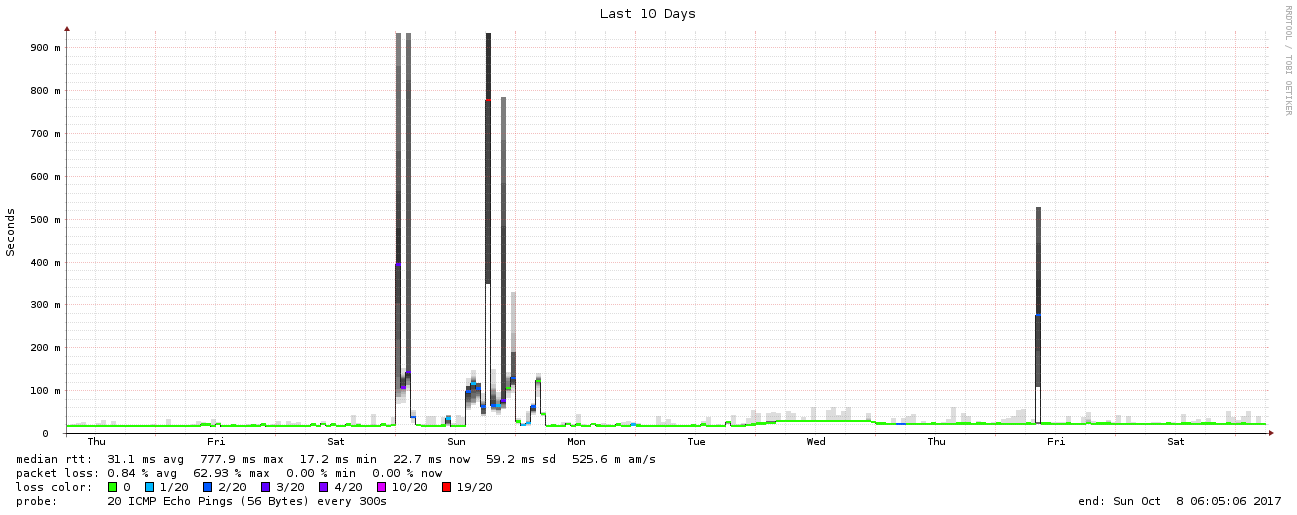 Last 10 Days
RRDTOOL / TOBI OETIKER
Seconds
900 m
800 m
700 m
600 m
500 m
400 m
300 m
200 m
100 m
0
Thu Fri Sat Sun Mon Tue Wed Thu Fri Sat
median rtt: 31.1 ms avg 777.9 ms max 17.2 ms min 22.7 ms now 59.2 ms sd 525.6 m am/s
packet loss: 0.84 % avg 62.93 % max 0.00 % min 0.00 % now
loss color: 0 1/20 2/20 3/20 4/20 10/20 19/20
probe: 20 ICMP Echo Pings (56 Bytes) every 300s end: Sun Oct 8 06:05:06 2017